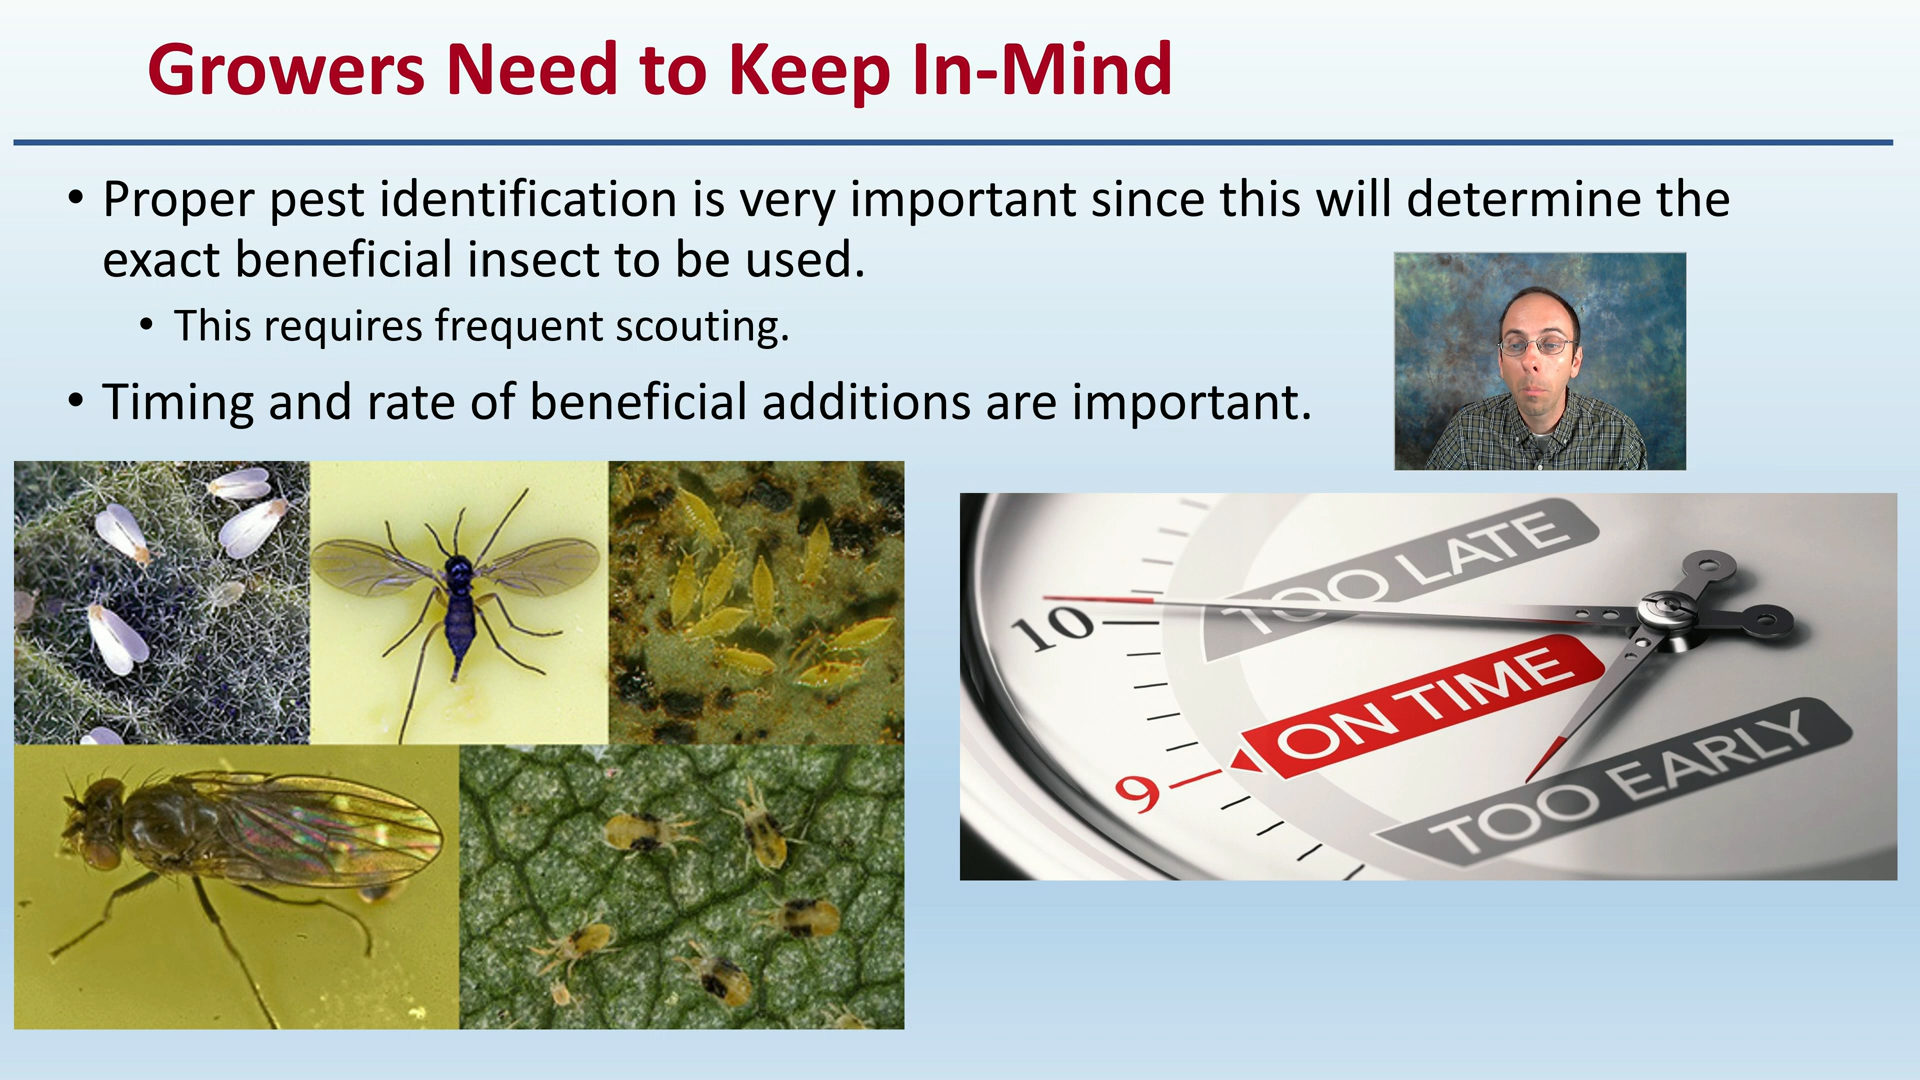 Growers Need to Keep In-Mind
• Proper pest identification is very important since this will determine the
exact beneficial insect to be used.
• This requires frequent scouting.
• Timing and rate of beneficial additions are important.
TOO LATE
10
ON TIME
9
TOO EARLY